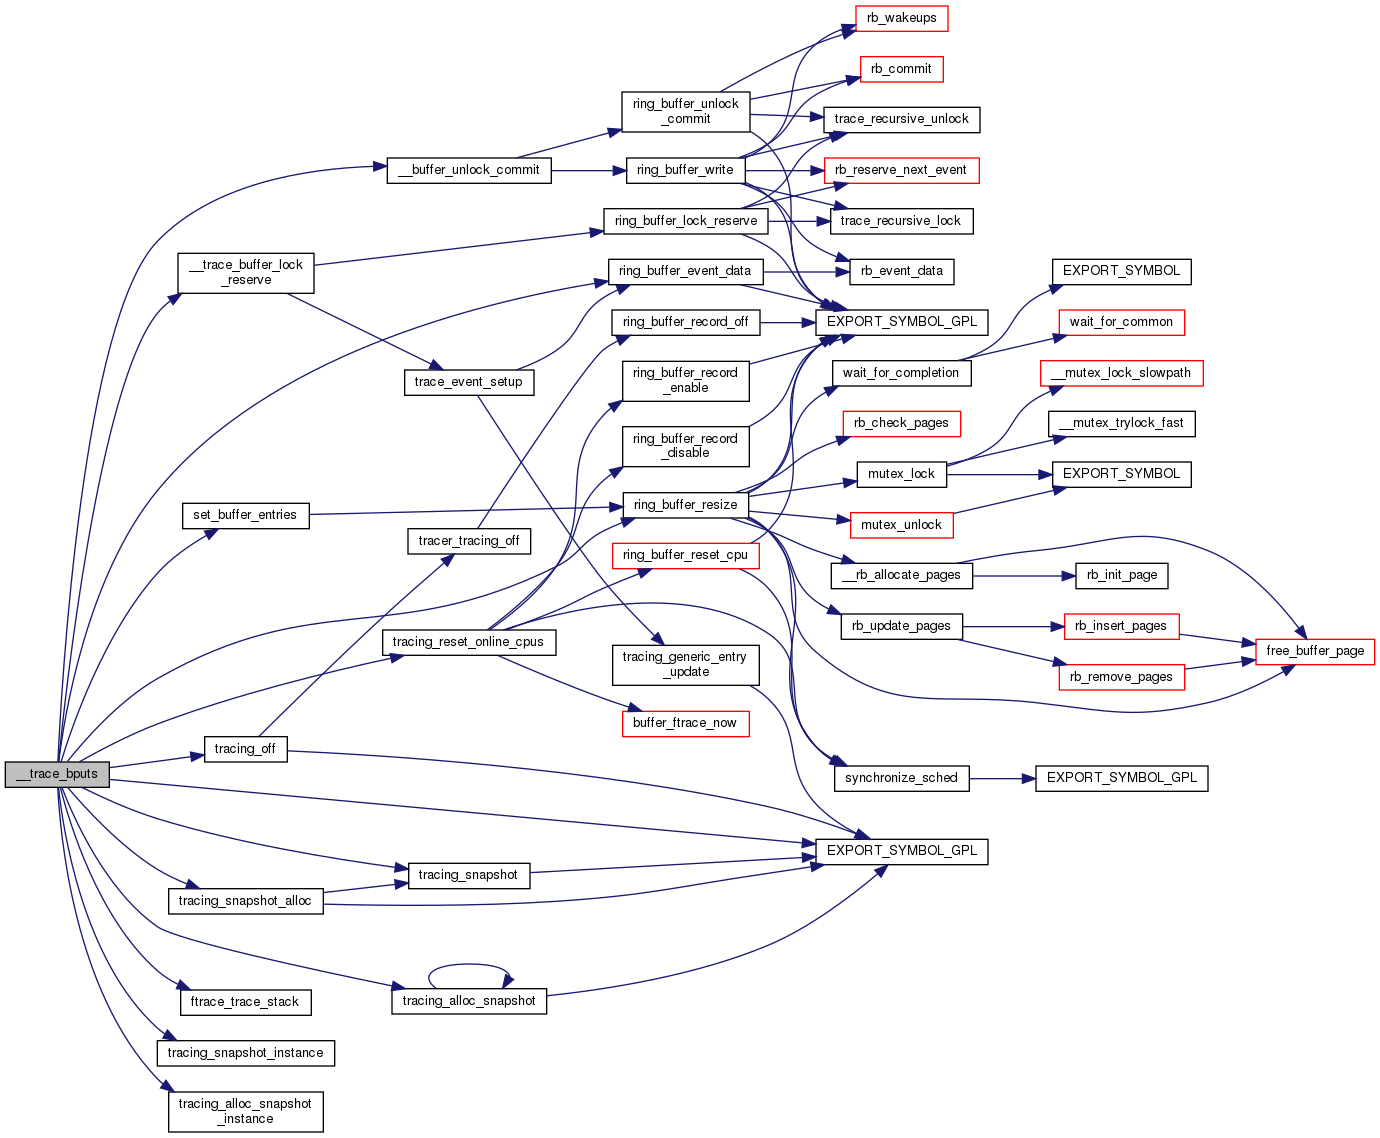 rb_wakeups
rb_commit
ring_buffer_unlock
_commit
trace_recursive_unlock
__buffer_unlock_commit
ring_buffer_write
rb_reserve_next_event
ring_buffer_lock_reserve
trace_recursive_lock
__trace_buffer_lock
_reserve
ring_buffer_event_data
rb_event_data
EXPORT_SYMBOL
ring_buffer_record_off
EXPORT_SYMBOL_GPL
wait_for_common
trace_event_setup
ring_buffer_record
_enable
wait_for_completion
__mutex_lock_slowpath
rb_check_pages
__mutex_trylock_fast
ring_buffer_record
_disable
mutex_lock
EXPORT_SYMBOL
set_buffer_entries
ring_buffer_resize
mutex_unlock
tracer_tracing_off
ring_buffer_reset_cpu
__rb_allocate_pages
rb_init_page
tracing_reset_online_cpus
rb_update_pages
rb_insert_pages
free_buffer_page
tracing_generic_entry
_update
rb_remove_pages
buffer_ftrace_now
tracing_off
__trace_bputs
synchronize_sched
EXPORT_SYMBOL_GPL
EXPORT_SYMBOL_GPL
tracing_snapshot
tracing_snapshot_alloc
tracing_alloc_snapshot
ftrace_trace_stack
tracing_snapshot_instance
tracing_alloc_snapshot
_instance